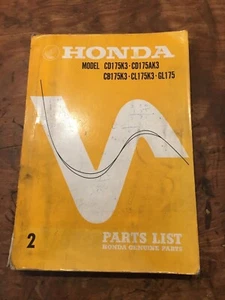 HONDA
MODEL CD175K3·CD175AK3
CB175K3·CL175K3·GL175
2
PARTS LIST
HONDA GENUINE PARTS